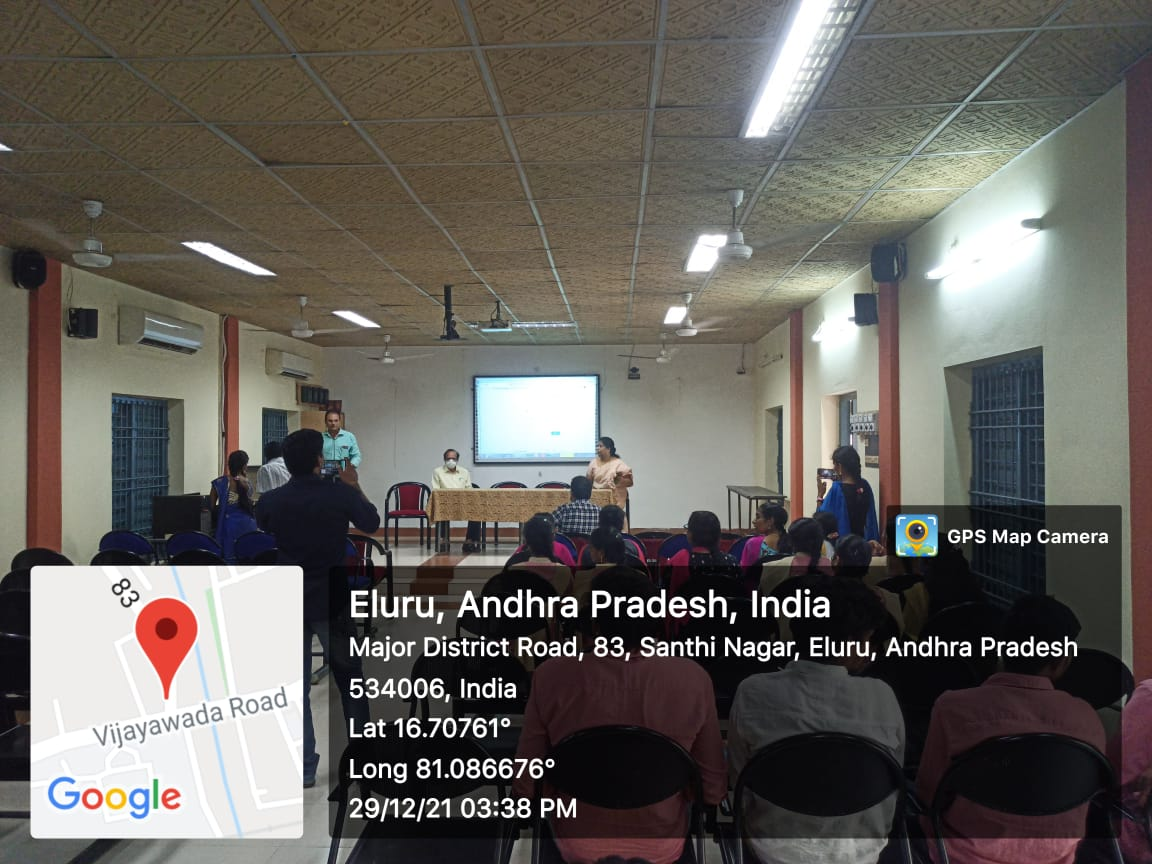 GPS Map Camera
83
Vijayawada Road
Google
Eluru, Andhra Pradesh, India
Major District Road, 83, Santhi Nagar, Eluru, Andhra Pradesh
534006, India
Lat 16.70761°
Long 81.086676°
29/12/21 03:38 PM